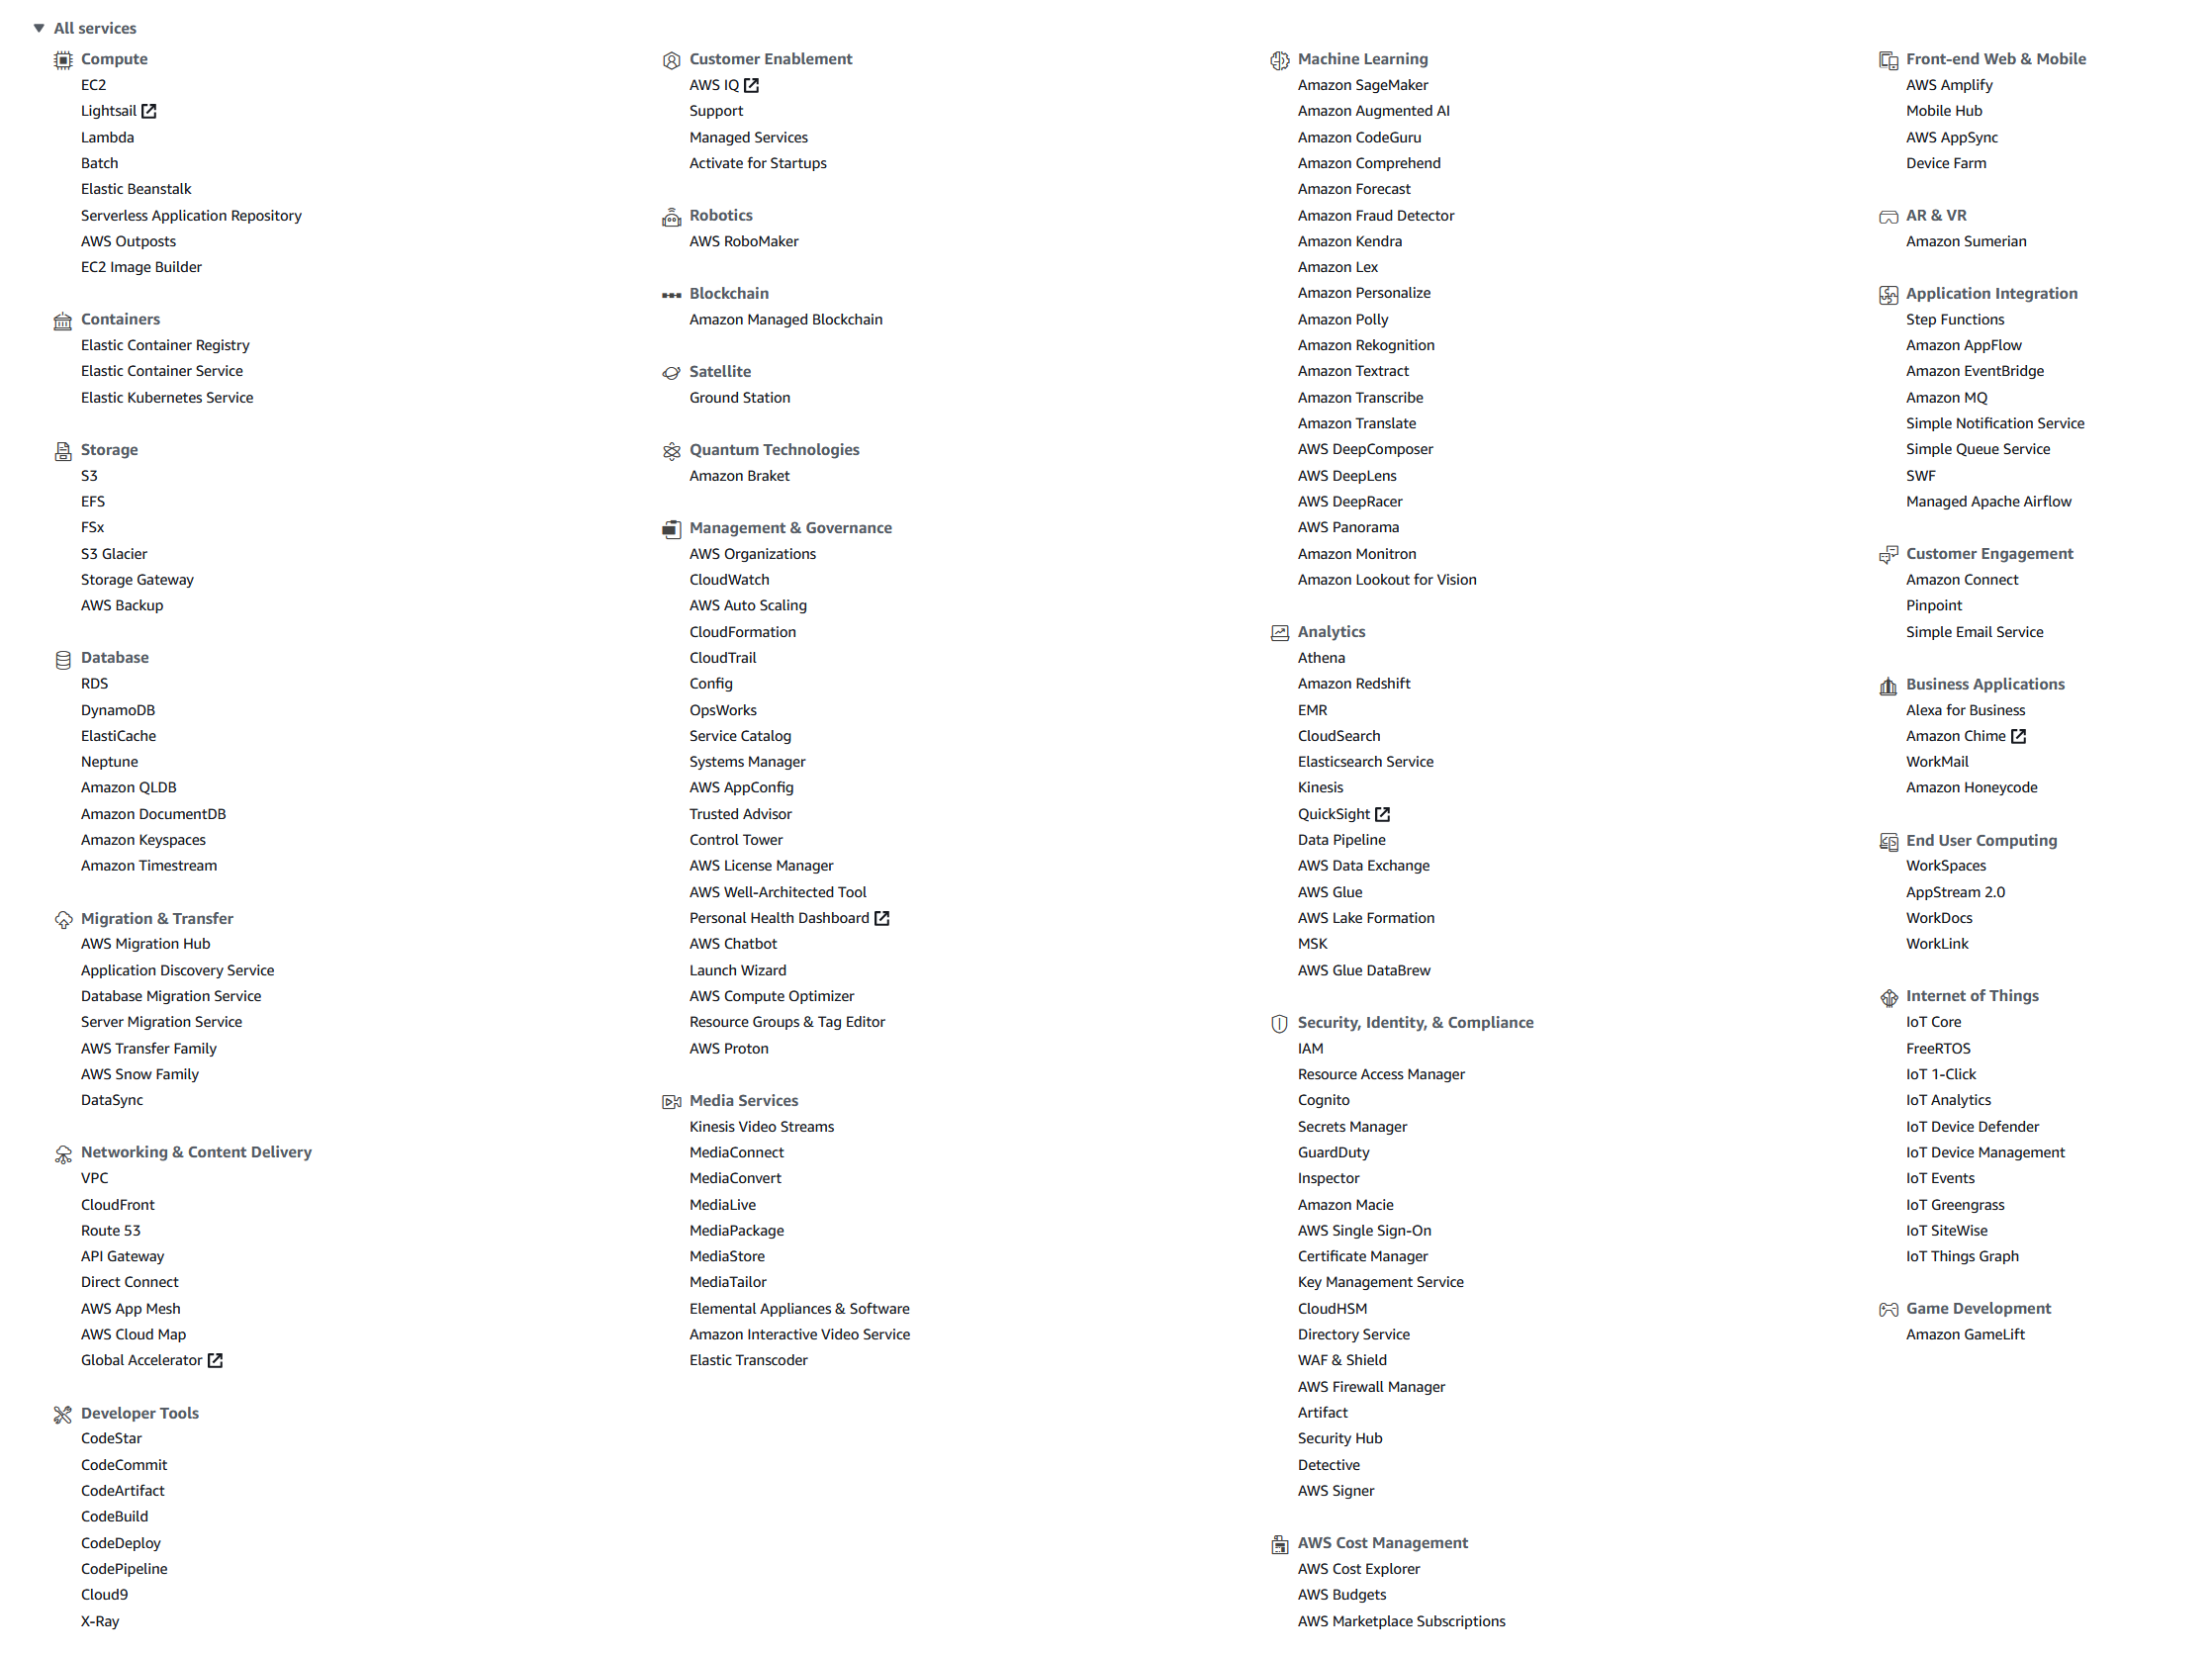 All services
Compute
EC2
Lightsail
Lambda
Batch
Elastic Beanstalk
Serverless Application Repository
AWS Outposts
EC2 Image Builder
Containers
Elastic Container Registry
Elastic Container Service
Elastic Kubernetes Service
Storage
S3
EFS
FSx
S3 Glacier
Storage Gateway
AWS Backup
Database
RDS
DynamoDB
ElastiCache
Neptune
Amazon QLDB
Amazon DocumentDB
Amazon Keyspaces
Amazon Timestream
Migration & Transfer
AWS Migration Hub
Application Discovery Service
Database Migration Service
Server Migration Service
AWS Transfer Family
AWS Snow Family
DataSync
Networking & Content Delivery
VPC
CloudFront
Route 53
API Gateway
Direct Connect
AWS App Mesh
AWS Cloud Map
Global Accelerator
Developer Tools
CodeStar
CodeCommit
CodeArtifact
CodeBuild
CodeDeploy
CodePipeline
Cloud9
X-Ray
Customer Enablement
AWS IQ
Support
Managed Services
Activate for Startups
Robotics
AWS RoboMaker
Blockchain
Amazon Managed Blockchain
Satellite
Ground Station
Quantum Technologies
Amazon Braket
Management & Governance
AWS Organizations
CloudWatch
AWS Auto Scaling
CloudFormation
CloudTrail
Config
OpsWorks
Service Catalog
Systems Manager
AWS AppConfig
Trusted Advisor
Control Tower
AWS License Manager
AWS Well-Architected Tool
Personal Health Dashboard
AWS Chatbot
Launch Wizard
AWS Compute Optimizer
Resource Groups & Tag Editor
AWS Proton
Media Services
Kinesis Video Streams
MediaConnect
MediaConvert
MediaLive
MediaPackage
MediaStore
MediaTailor
Elemental Appliances & Software
Amazon Interactive Video Service
Elastic Transcoder
Machine Learning
Amazon SageMaker
Amazon Augmented AI
Amazon CodeGuru
Amazon Comprehend
Amazon Forecast
Amazon Fraud Detector
Amazon Kendra
Amazon Lex
Amazon Personalize
Amazon Polly
Amazon Rekognition
Amazon Textract
Amazon Transcribe
Amazon Translate
AWS DeepComposer
AWS DeepLens
AWS DeepRacer
AWS Panorama
Amazon Monitron
Amazon Lookout for Vision
Analytics
Athena
Amazon Redshift
EMR
CloudSearch
Elasticsearch Service
Kinesis
QuickSight
Data Pipeline
AWS Data Exchange
AWS Glue
AWS Lake Formation
MSK
AWS Glue DataBrew
Security, Identity, & Compliance
IAM
Resource Access Manager
Cognito
Secrets Manager
GuardDuty
Inspector
Amazon Macie
AWS Single Sign-On
Certificate Manager
Key Management Service
CloudHSM
Directory Service
WAF & Shield
AWS Firewall Manager
Artifact
Security Hub
Detective
AWS Signer
AWS Cost Management
AWS Cost Explorer
AWS Budgets
AWS Marketplace Subscriptions
Front-end Web & Mobile
AWS Amplify
Mobile Hub
AWS AppSync
Device Farm
AR & VR
Amazon Sumerian
Application Integration
Step Functions
Amazon AppFlow
Amazon EventBridge
Amazon MQ
Simple Notification Service
Simple Queue Service
SWF
Managed Apache Airflow
Customer Engagement
Amazon Connect
Pinpoint
Simple Email Service
Business Applications
Alexa for Business
Amazon Chime
WorkMail
Amazon Honeycode
End User Computing
WorkSpaces
AppStream 2.0
WorkDocs
WorkLink
Internet of Things
IoT Core
FreeRTOS
IoT 1-Click
IoT Analytics
IoT Device Defender
IoT Device Management
IoT Events
IoT Greengrass
IoT SiteWise
IoT Things Graph
Game Development
Amazon GameLift